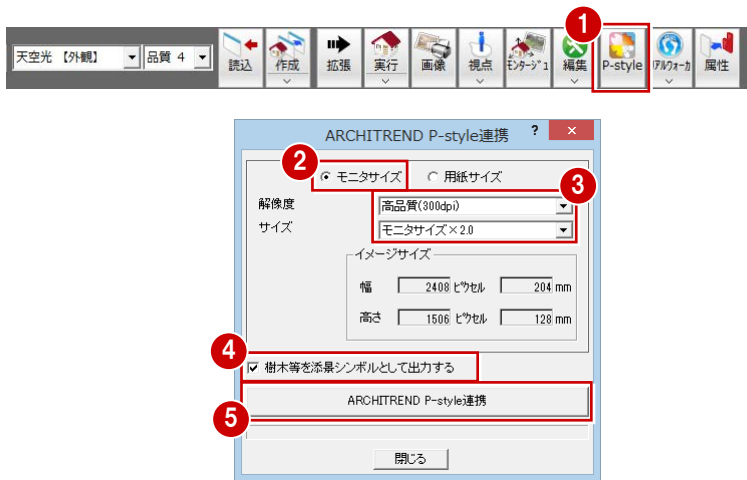 1
天空光 【外観】 品質 4 読込 作成 拡張 実行 画像 視点 ﾓﾝﾀｰｼﾞ1 編集 P-style ﾘｱﾙｳｫｰｶ 属性
ARCHITREND P-style連携 ? ×
2
モニタサイズ 用紙サイズ
3
解像度 高品質(300dpi)
サイズ モニタサイズ×2.0
イメージサイズ
幅 2408 ﾋﾟｸｾﾙ 204 mm
高さ 1506 ﾋﾟｸｾﾙ 128 mm
4
樹木等を添景シンボルとして出力する
ARCHITREND P-style連携
5
閉じる